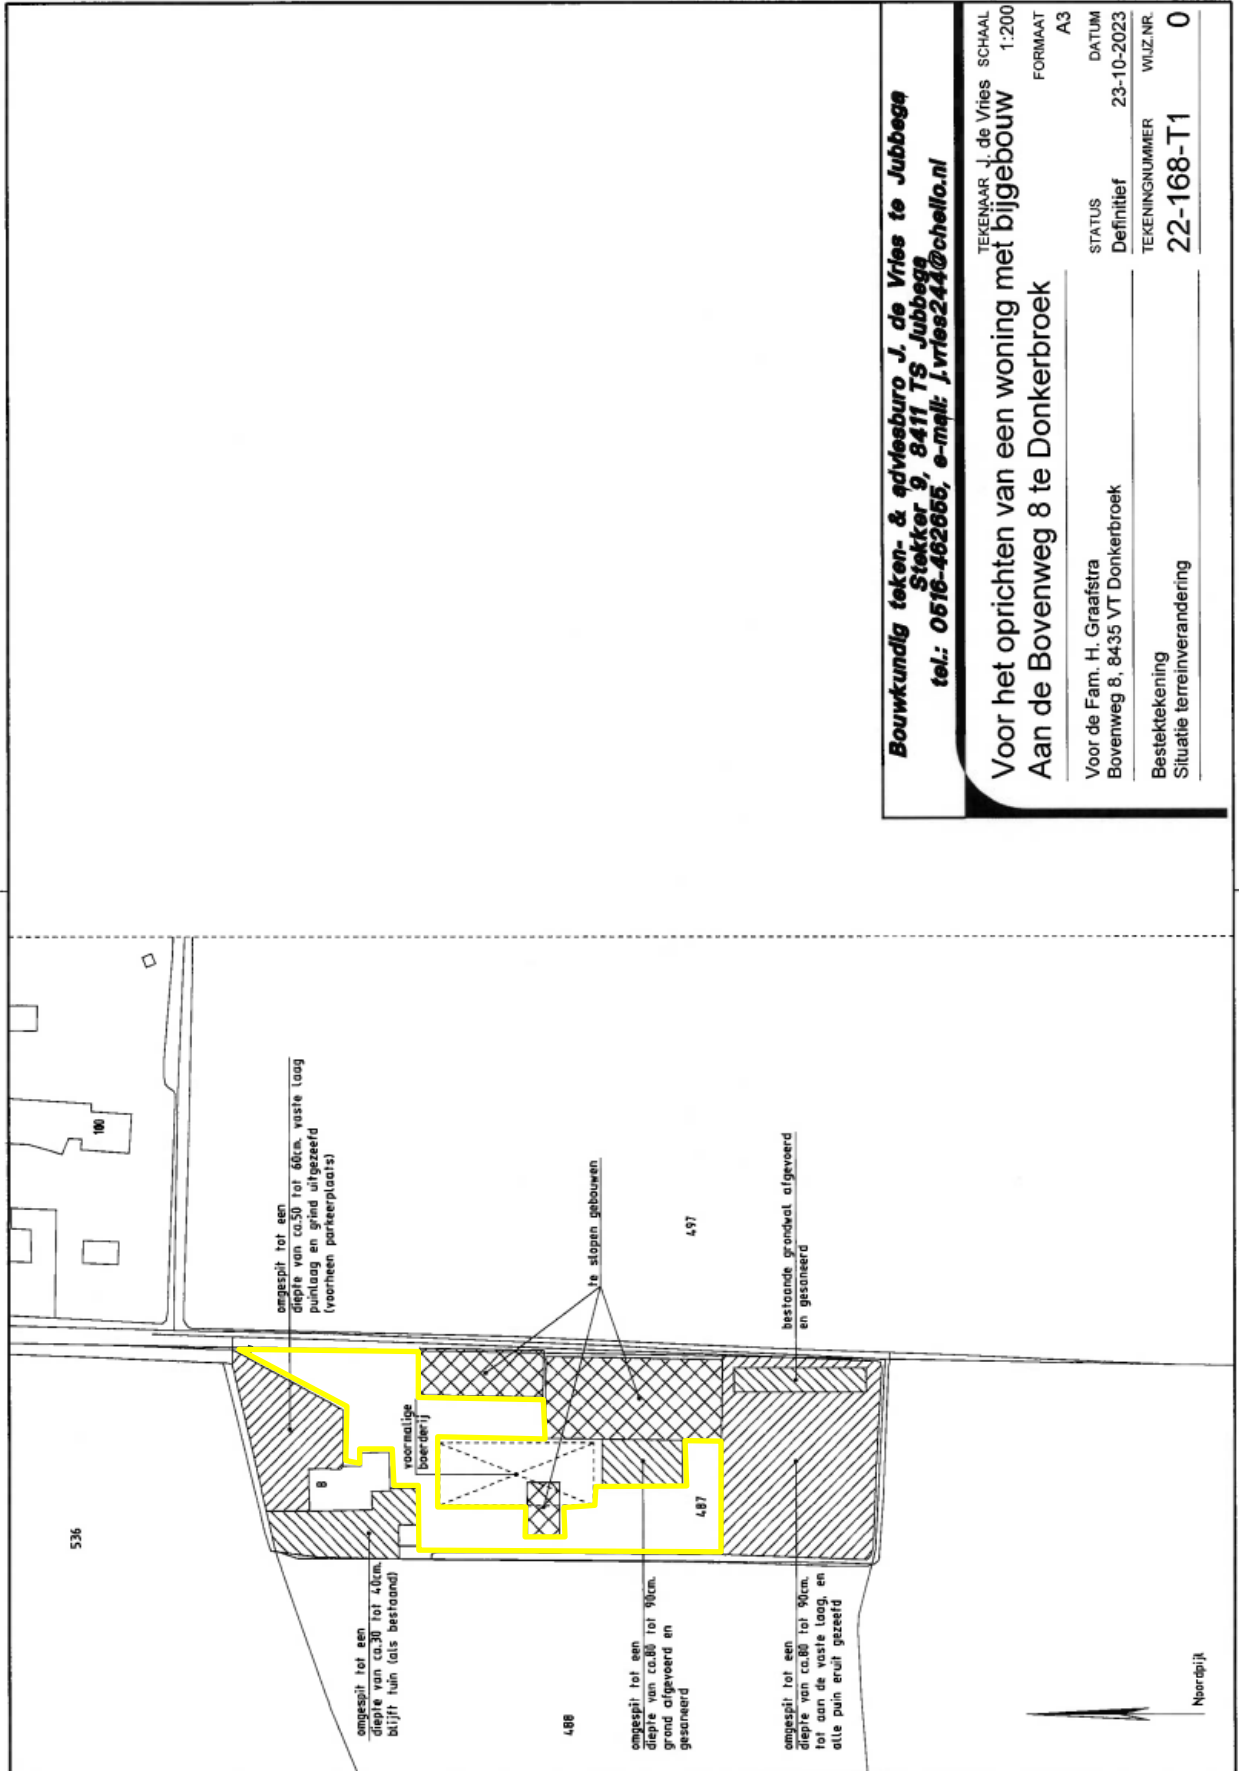 536
488
487
497
100
8
omgespit tot een
diepte van ca.50 tot 60cm. vaste laag
puinlaag en grind uitgezeefd
(voorheen parkeerplaats)
te slopen gebouwen
bestaande grondwal afgevoerd
en gesaneerd
voormalige
boerderij
omgespit tot een
diepte van ca.30 tot 40cm.
blijft tuin (als bestaand)
omgespit tot een
diepte van ca.80 tot 90cm.
grond afgevoerd en
gesaneerd
omgespit tot een
diepte van ca.80 tot 90cm.
tot aan de vaste laag, en
alle puin eruit gezeefd
Noordpijl
Bouwkundig teken- & adviesburo J. de Vries te Jubbega
Stekker 9, 8411 TS Jubbega
tel.: 0516-462655, e-mail: j.vries244@chello.nl
TEKENAAR J. de Vries SCHAAL
Voor het oprichten van een woning met bijgebouw 1:200
Aan de Bovenweg 8 te Donkerbroek
FORMAAT
A3
Voor de Fam. H. Graafstra
Bovenweg 8, 8435 VT Donkerbroek
STATUS DATUM
Definitief 23-10-2023
Bestektekening
Situatie terreinverandering
TEKENINGNUMMER WIJZ.NR.
22-168-T1 0